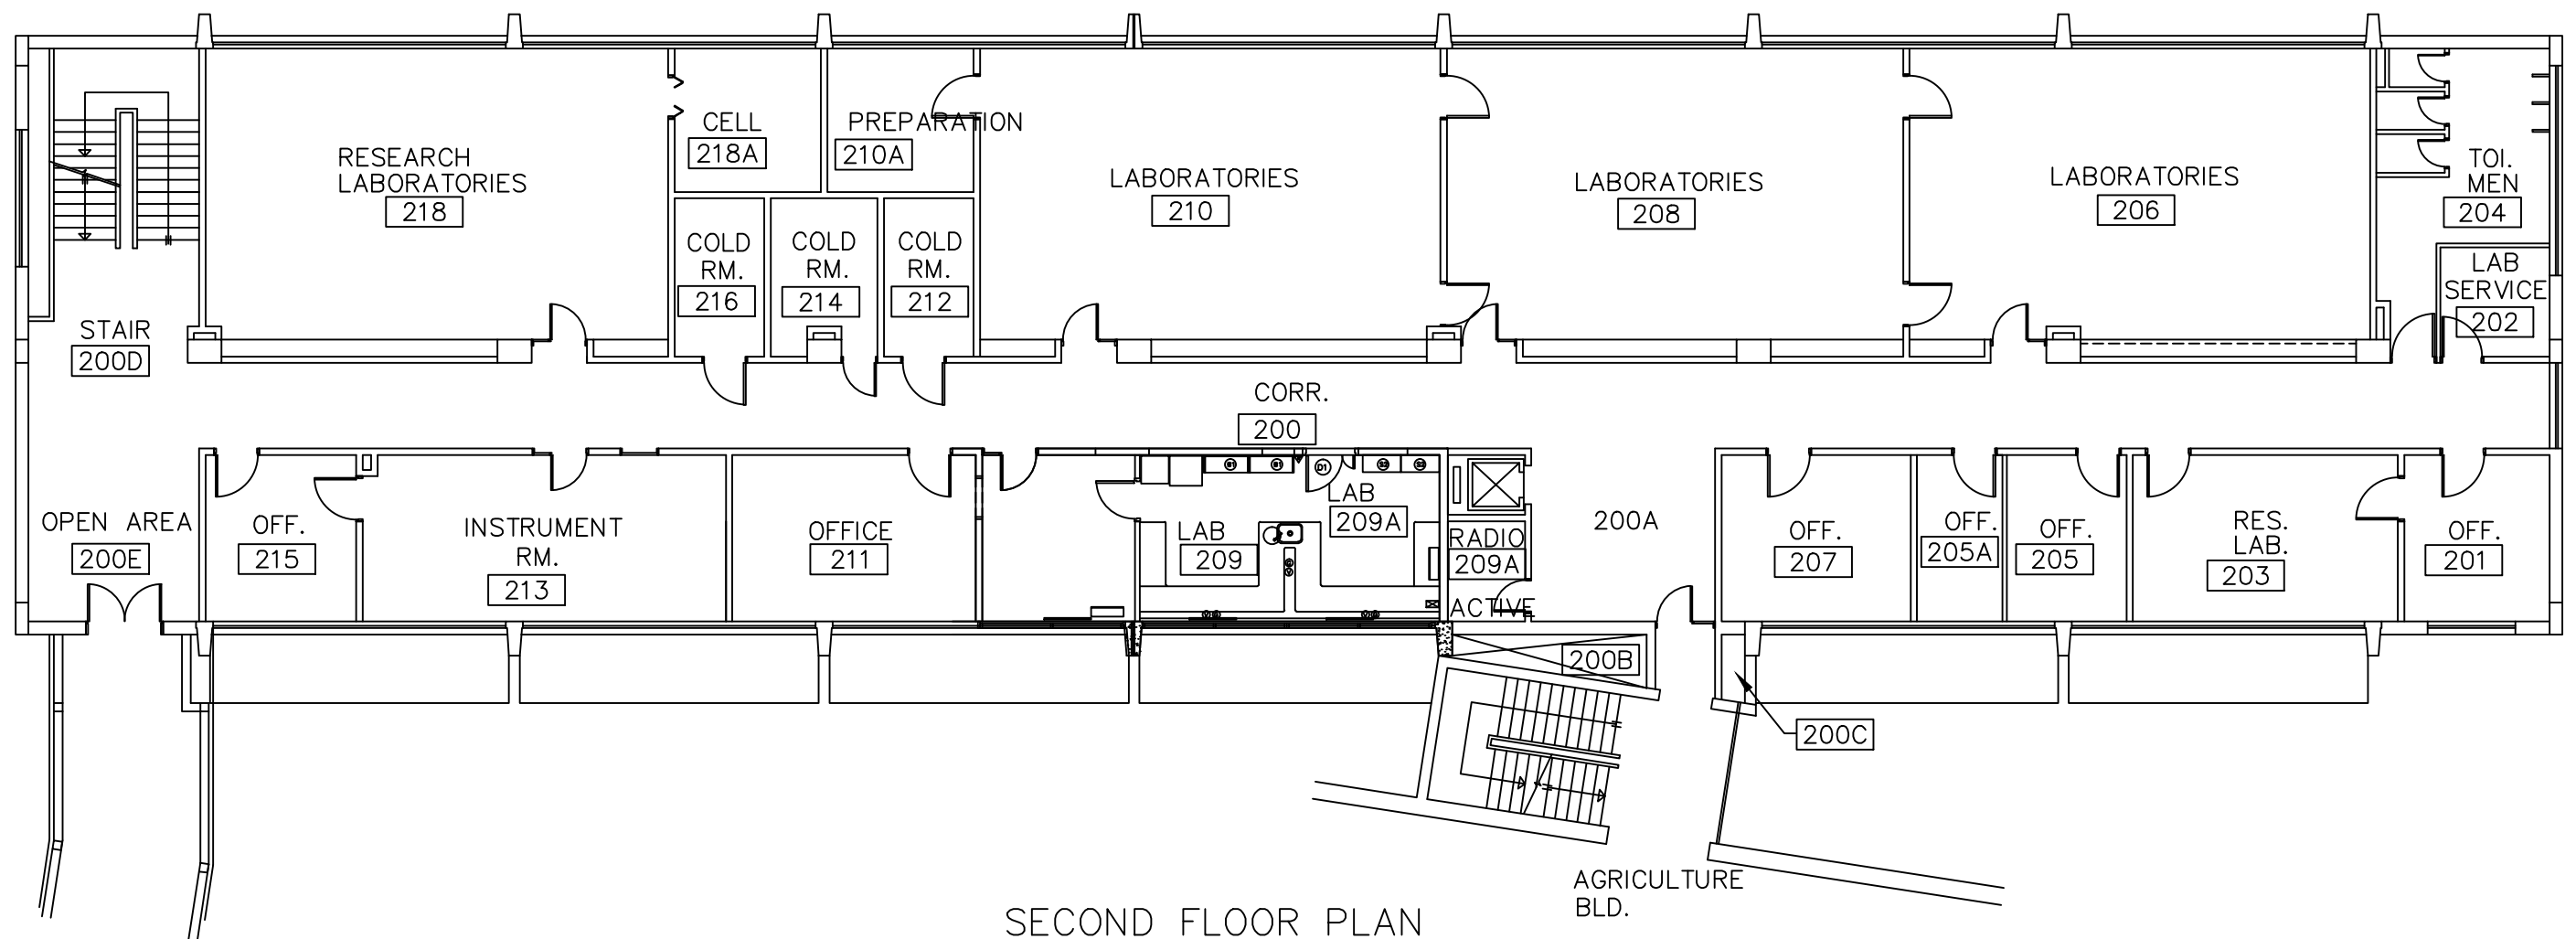 CELL
218A
PREPARATION
210A
RESEARCH
LABORATORIES
218
LABORATORIES
210
LABORATORIES
208
LABORATORIES
206
TOI.
MEN
204
COLD
RM.
216
COLD
RM.
214
COLD
RM.
212
LAB
SERVICE
202
STAIR
200D
CORR.
200
OPEN AREA
200E
OFF.
215
INSTRUMENT
RM.
213
OFFICE
211
LAB
209
D1
LAB
209A
RADIO
209A
ACTIVE
200A
OFF.
207
OFF.
205A
OFF.
205
RES.
LAB.
203
OFF.
201
200B
200C
AGRICULTURE
BLD.
SECOND FLOOR PLAN